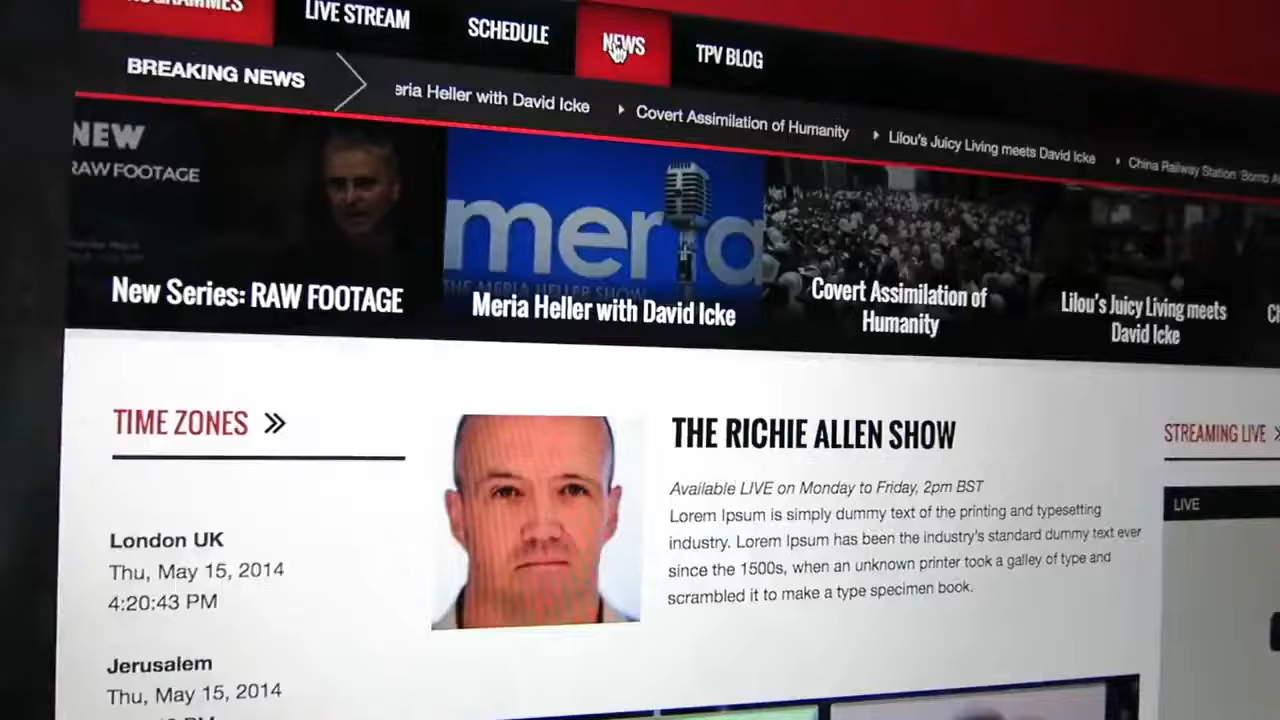 LIVE STREAM
SCHEDULE
NEWS
TPV BLOG
BREAKING NEWS
Heller with David Icke
Covert Assimilation of Humanity
Lilou's Juicy Living meets David Icke
China Railway Station 'Bomb
NEW
RAW FOOTAGE
New Series: RAW FOOTAGE
meria
THE MERIA HELLER SHOW
Meria Heller with David Icke
Covert Assimilation of
Humanity
Lilou's Juicy Living meets
David Icke
TIME ZONES
London UK
Thu, May 15, 2014
4:20:43 PM
Jerusalem
Thu, May 15, 2014
THE RICHIE ALLEN SHOW
Available LIVE on Monday to Friday, 2pm BST
Lorem Ipsum is simply dummy text of the printing and typesetting
industry. Lorem Ipsum has been the industry's standard dummy text ever
since the 1500s, when an unknown printer took a galley of type and
scrambled it to make a type specimen book.
STREAMING LIVE
LIVE